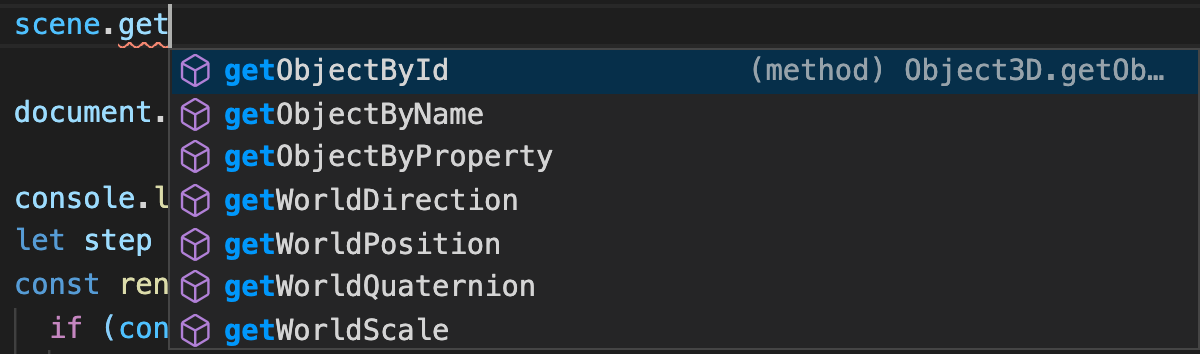 scene.get
getObjectById (method) Object3D.getOb…
document. getObjectByName
getObjectByProperty
console.l getWorldDirection
let step getWorldPosition
const ren getWorldQuaternion
if (con getWorldScale